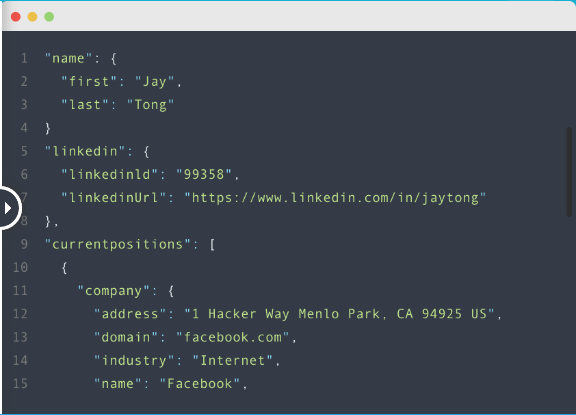 1 "name": {
2 "first": "Jay",
3 "last": "Tong"
4 }
5 "linkedin": {
6 "linkedinld": "99358",
7 "linkedinUrl": "https://www.linkedin.com/in/jaytong"
8 },
9 "currentpositions": [
10 {
11 "company": {
12 "address": "1 Hacker Way Menlo Park, CA 94925 US",
13 "domain": "facebook.com",
14 "industry": "Internet",
15 "name": "Facebook",